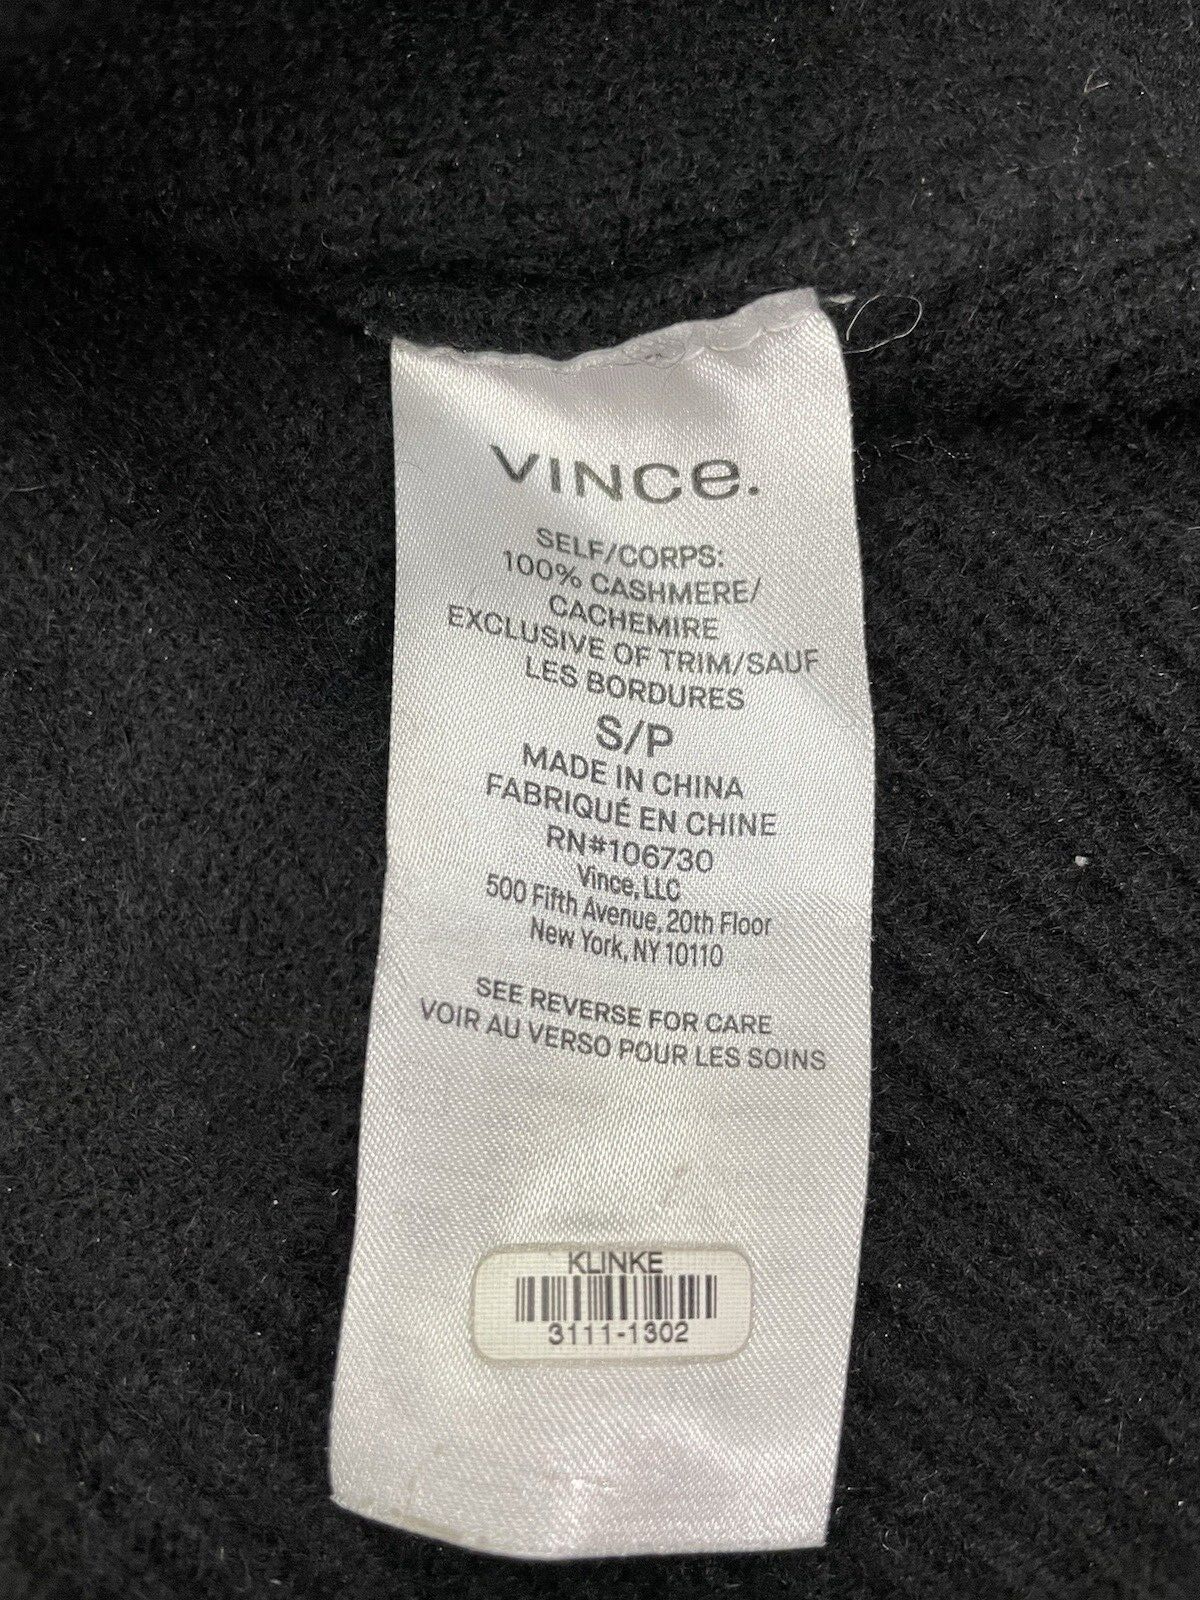 VINCe.
SELF/CORPS:
100% CASHMERE/
CACHEMIRE
EXCLUSIVE OF TRIM/SAUF
LES BORDURES
S/P
MADE IN CHINA
FABRIQUÉ EN CHINE
RN#106730
Vince, LLC
500 Fifth Avenue, 20th Floor
New York, NY 10110
SEE REVERSE FOR CARE
VOIR AU VERSO POUR LES SOINS
KLINKE
3111-1302